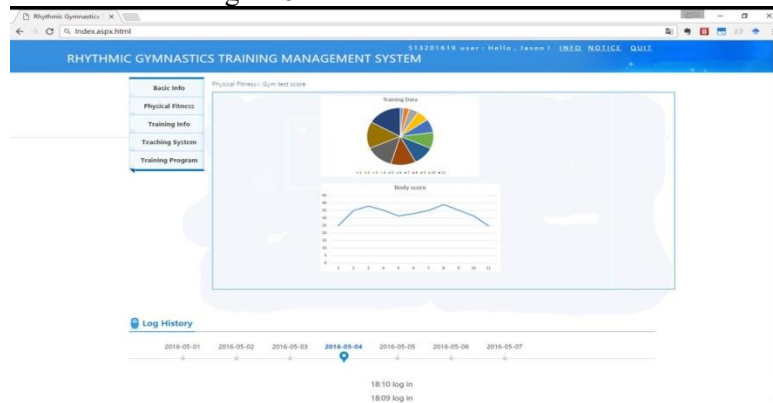 Rhythmic Gymnastics
Index.aspx.html
513201619 user : Hello , Jason ! INFO NOTICE QUIT
RHYTHMIC GYMNASTICS TRAINING MANAGEMENT SYSTEM
Basic Info
Physical Fitness
Training Info
Teaching System
Training Program
Physical Fitness> Gym test score
Training Data
Body score
1 2 3 4 5 6 7 8 9 10 11
Log History
2016-05-01 2016-05-02 2016-05-03 2016-05-04 2016-05-05 2016-05-06 2016-05-07
18:10 log in
18:09 log in